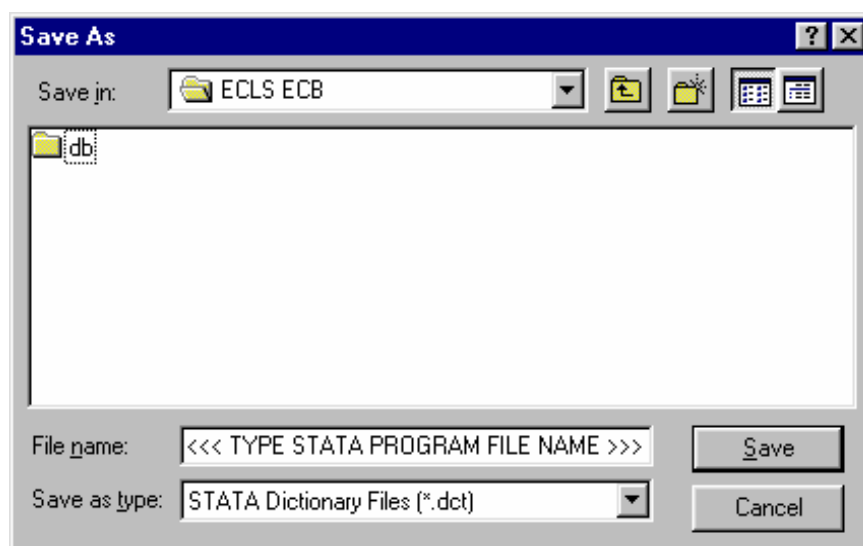 Save As
Save in: ECLS ECB
db
File name: <<< TYPE STATA PROGRAM FILE NAME >>> Save
Save as type: STATA Dictionary Files (*.dct) Cancel